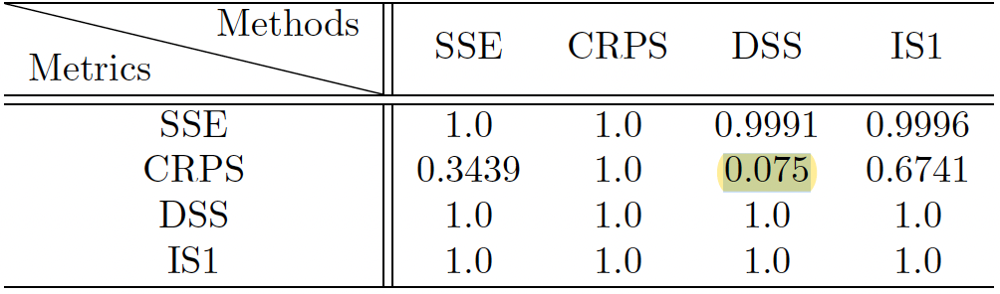 Methods
Metrics
SSE CRPS DSS IS1
SSE 1.0 1.0 0.9991 0.9996
CRPS 0.3439 1.0 0.075 0.6741
DSS 1.0 1.0 1.0 1.0
IS1 1.0 1.0 1.0 1.0